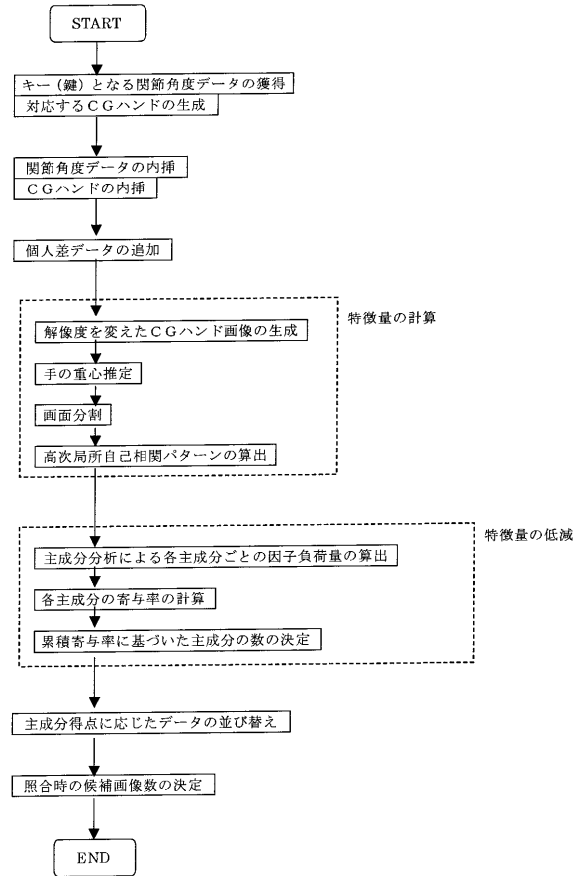 START
キー（鍵）となる関節角度データの獲得
対応するＣＧハンドの生成
関節角度データの内挿
ＣＧハンドの内挿
個人差データの追加
特徴量の計算
解像度を変えたＣＧハンド画像の生成
手の重心推定
画面分割
高次局所自己相関パターンの算出
特徴量の低減
主成分分析による各主成分ごとの因子負荷量の算出
各主成分の寄与率の計算
累積寄与率に基づいた主成分の数の決定
主成分得点に応じたデータの並び替え
照合時の候補画像数の決定
END